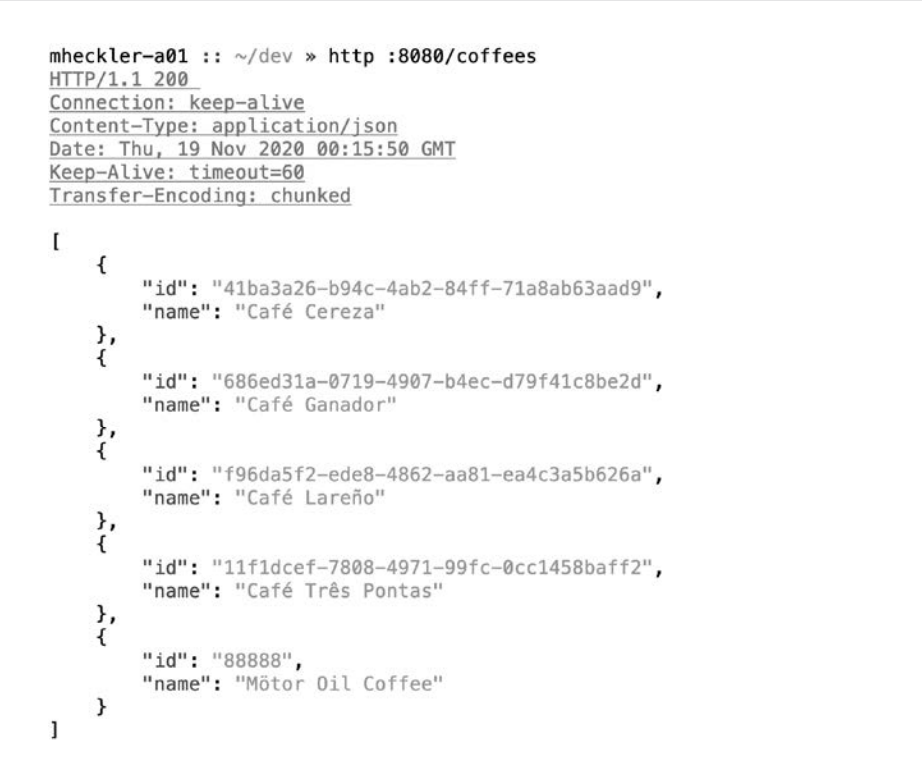 mheckler-a01 :: ~/dev » http :8080/coffees
HTTP/1.1 200
Connection: keep-alive
Content-Type: application/json
Date: Thu, 19 Nov 2020 00:15:50 GMT
Keep-Alive: timeout=60
Transfer-Encoding: chunked

[
    {
        "id": "41ba3a26-b94c-4ab2-84ff-71a8ab63aad9",
        "name": "Café Cereza"
    },
    {
        "id": "686ed31a-0719-4907-b4ec-d79f41c8be2d",
        "name": "Café Ganador"
    },
    {
        "id": "f96da5f2-ede8-4862-aa81-ea4c3a5b626a",
        "name": "Café Lareño"
    },
    {
        "id": "11f1dcef-7808-4971-99fc-0cc1458baff2",
        "name": "Café Três Pontas"
    },
    {
        "id": "88888",
        "name": "Mötor Oil Coffee"
    }
]